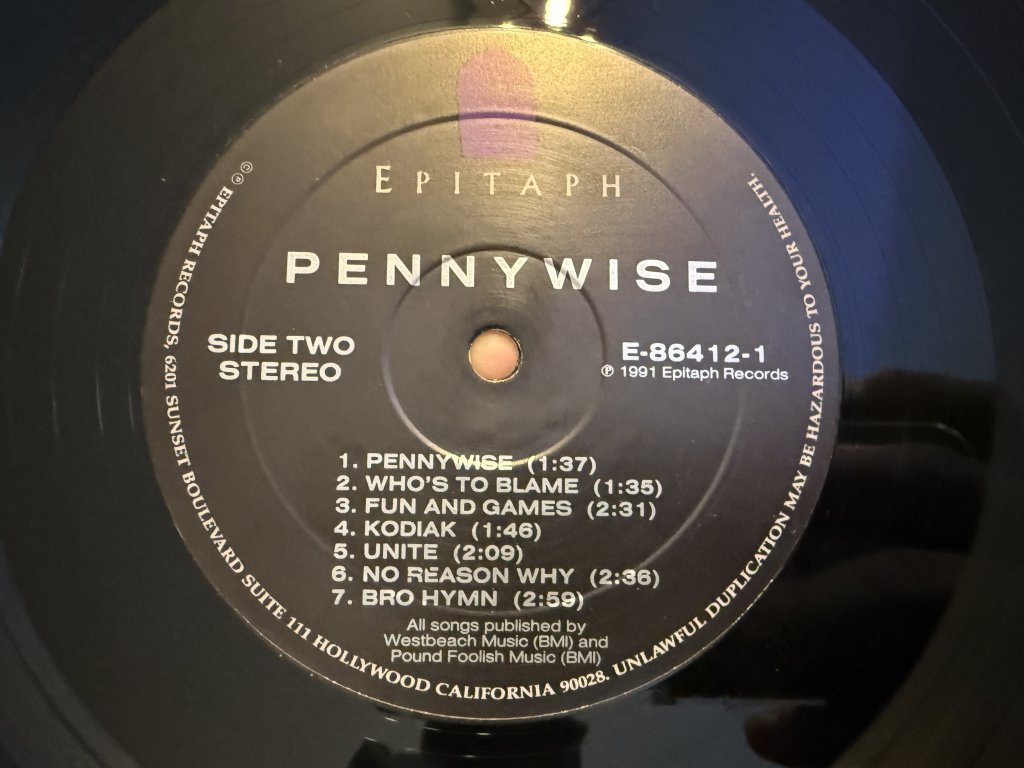 EPITAPH
PENNYWISE
SIDE TWO
STEREO
E-86412-1
℗ 1991 Epitaph Records
1. PENNYWISE (1:37)
2. WHO'S TO BLAME (1:35)
3. FUN AND GAMES (2:31)
4. KODIAK (1:46)
5. UNITE (2:09)
6. NO REASON WHY (2:36)
7. BRO HYMN (2:59)
All songs published by
Westbeach Music (BMI) and
Pound Foolish Music (BMI)
©℗ EPITAPH RECORDS, 6201 SUNSET BOULEVARD SUITE 111 HOLLYWOOD CALIFORNIA 90028. UNLAWFUL DUPLICATION MAY BE HAZARDOUS TO YOUR HEALTH.